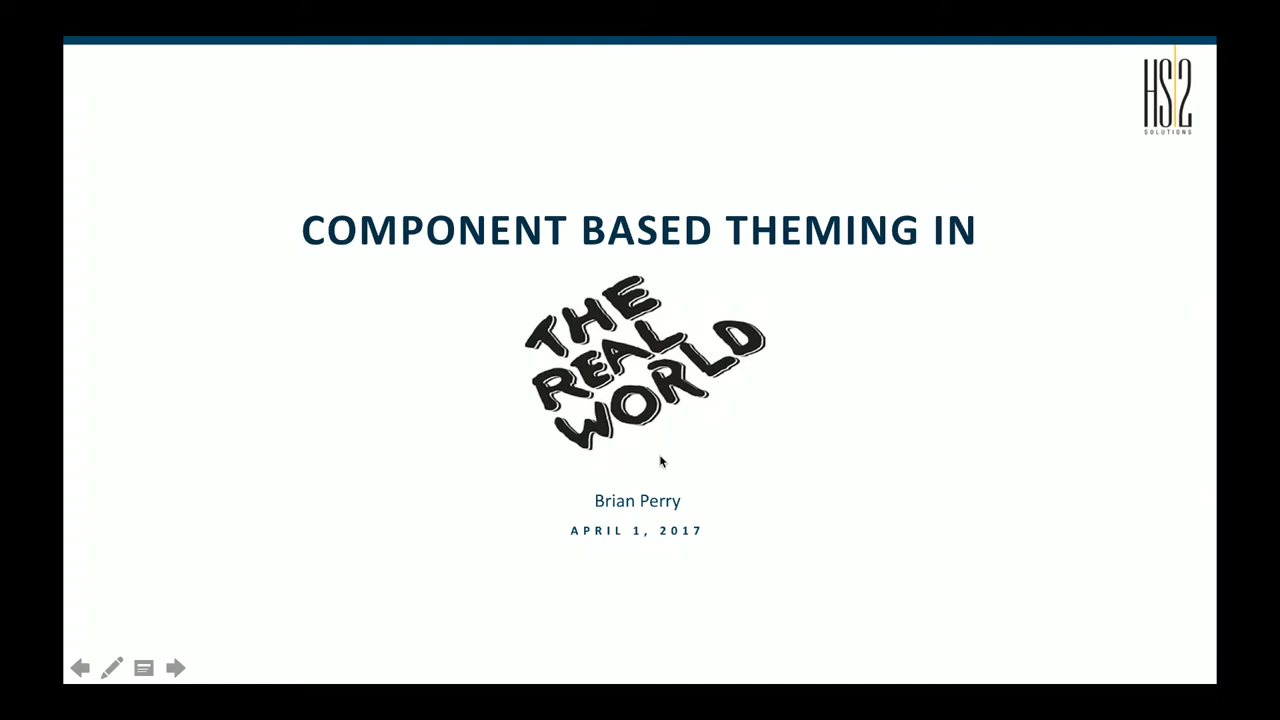 HS2
SOLUTIONS
COMPONENT BASED THEMING IN
THE
REAL
WORLD
Brian Perry
APRIL 1, 2017